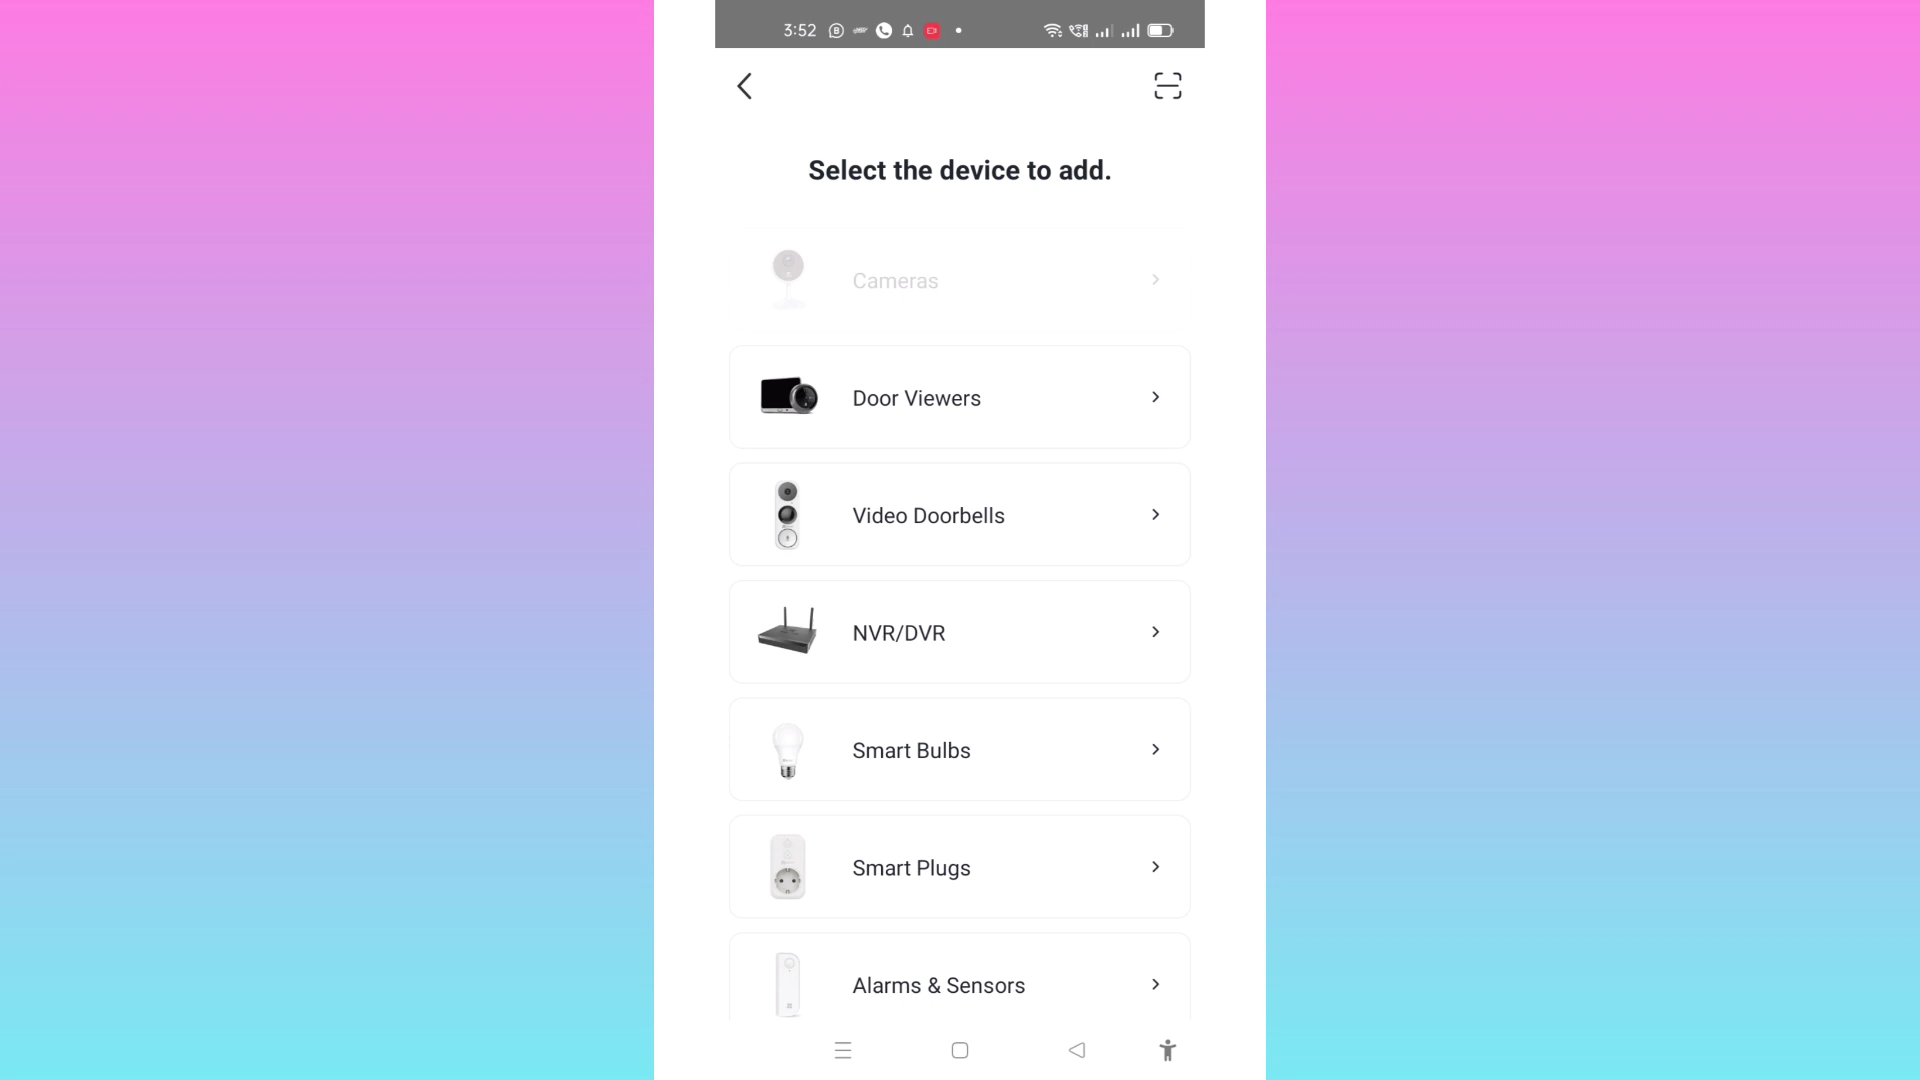 3:52
Select the device to add.
Cameras
Door Viewers
Video Doorbells
NVR/DVR
Smart Bulbs
Smart Plugs
Alarms & Sensors